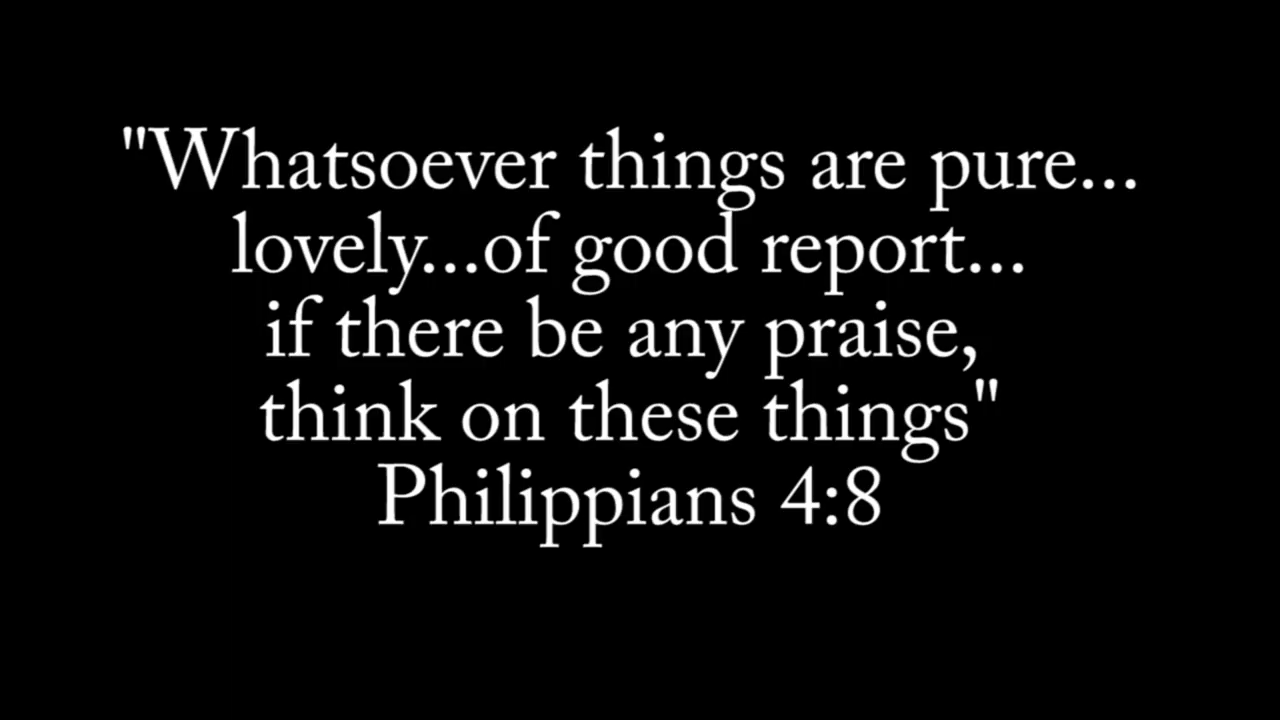 "Whatsoever things are pure...
lovely...of good report...
if there be any praise,
think on these things"
Philippians 4:8